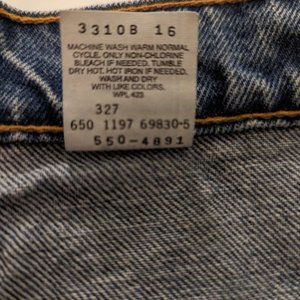 3310B 16
MACHINE WASH WARM NORMAL
CYCLE. ONLY NON-CHLORINE
BLEACH IF NEEDED. TUMBLE
DRY HOT. HOT IRON IF NEEDED.
WASH AND DRY
WITH LIKE COLORS.
WPL 423
327
650 1197 69830-5
550-4891